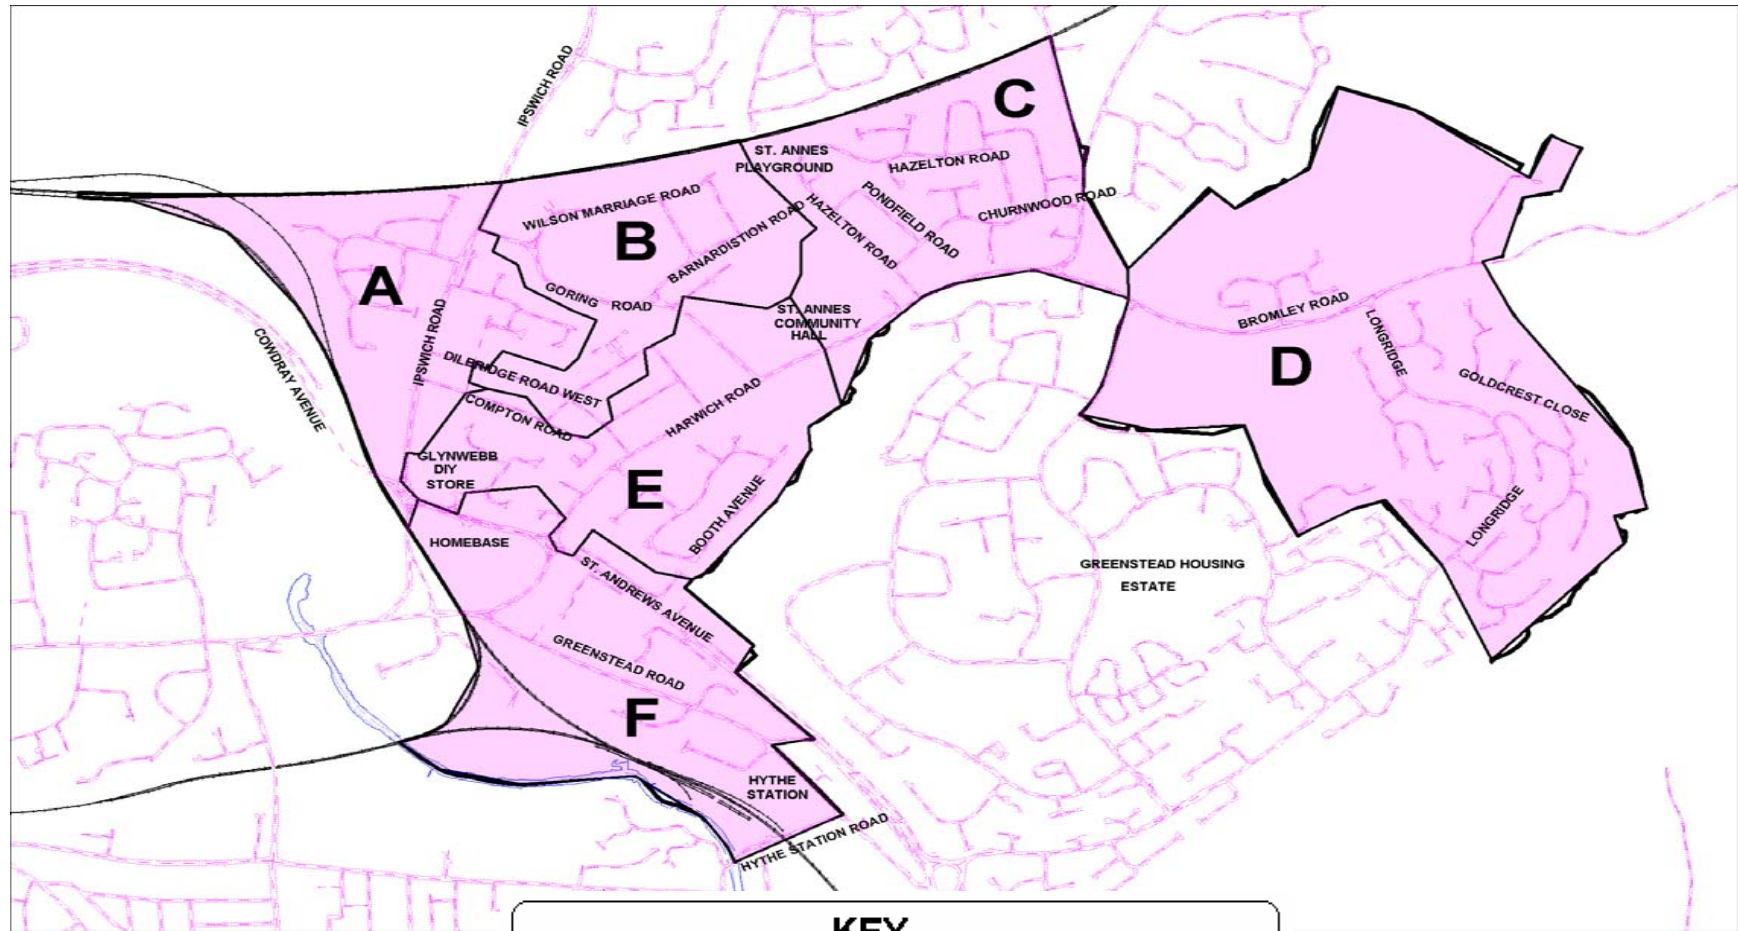 IPSWICH ROAD
C
ST. ANNES
PLAYGROUND
HAZELTON ROAD
WILSON MARRIAGE ROAD
PONDFIELD ROAD
CHURNWOOD ROAD
B
BARNARDISTION ROAD
HAZELTON ROAD
A
GORING ROAD
IPSWICH ROAD
ST. ANNES
COMMUNITY
HALL
BROMLEY ROAD
COWDRAY AVENUE
DILBRIDGE ROAD WEST
LONGRIDGE
D
GOLDCREST CLOSE
COMPTON ROAD
HARWICH ROAD
GLYNWEBB
DIY
STORE
E
BOOTH AVENUE
LONGRIDGE
HOMEBASE
GREENSTEAD HOUSING
ESTATE
ST. ANDREWS AVENUE
GREENSTEAD ROAD
F
HYTHE
STATION
HYTHE STATION ROAD
KEY